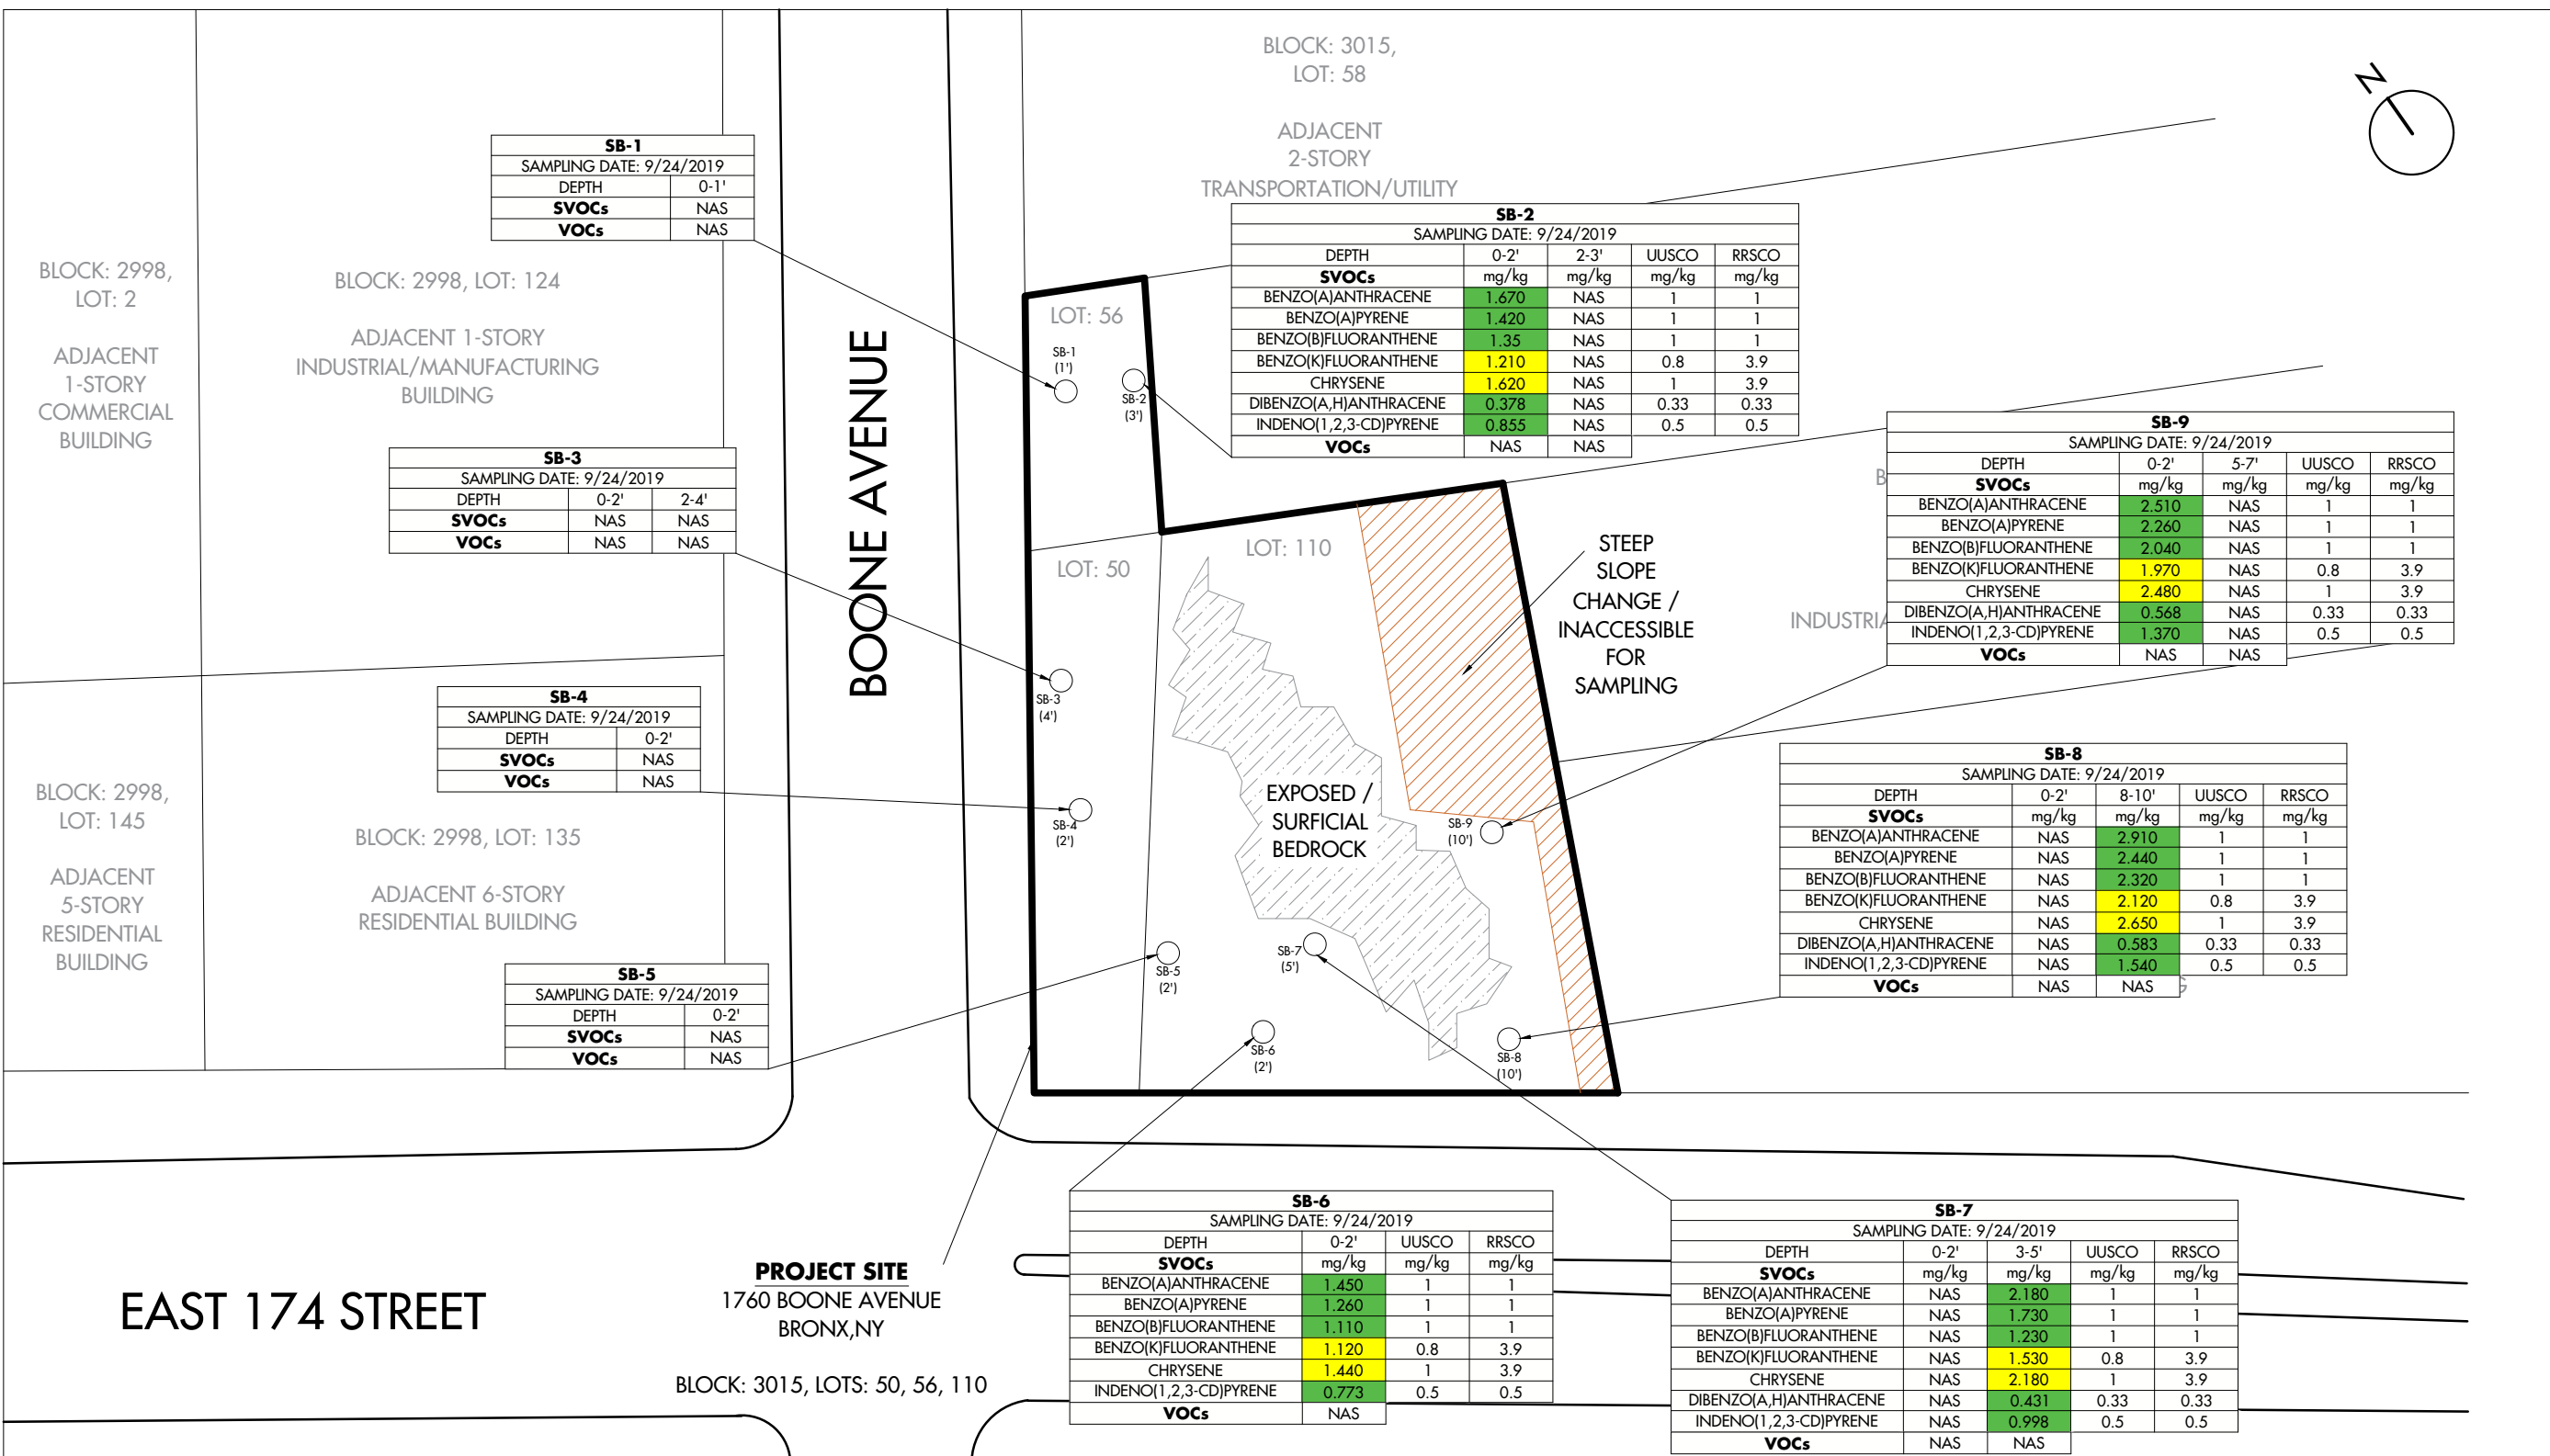 BLOCK: 3015,
LOT: 58
ADJACENT
2-STORY
TRANSPORTATION/UTILITY
N
SB-1
SAMPLING DATE: 9/24/2019
DEPTH 0-1'
SVOCs NAS
VOCs NAS
BLOCK: 2998,
LOT: 2
ADJACENT
1-STORY
COMMERCIAL
BUILDING
BLOCK: 2998, LOT: 124
ADJACENT 1-STORY
INDUSTRIAL/MANUFACTURING
BUILDING
SB-2
SAMPLING DATE: 9/24/2019
DEPTH 0-2' 2-3' UUSCO RRSCO
SVOCs mg/kg mg/kg mg/kg mg/kg
BENZO(A)ANTHRACENE 1.670 NAS 1 1
BENZO(A)PYRENE 1.420 NAS 1 1
BENZO(B)FLUORANTHENE 1.35 NAS 1 1
BENZO(K)FLUORANTHENE 1.210 NAS 0.8 3.9
CHRYSENE 1.620 NAS 1 3.9
DIBENZO(A,H)ANTHRACENE 0.378 NAS 0.33 0.33
INDENO(1,2,3-CD)PYRENE 0.855 NAS 0.5 0.5
VOCs NAS NAS
LOT: 56
SB-1
(1')
SB-2
(3')
BOONE AVENUE
SB-3
SAMPLING DATE: 9/24/2019
DEPTH 0-2' 2-4'
SVOCs NAS NAS
VOCs NAS NAS
SB-9
SAMPLING DATE: 9/24/2019
DEPTH 0-2' 5-7' UUSCO RRSCO
SVOCs mg/kg mg/kg mg/kg mg/kg
BENZO(A)ANTHRACENE 2.510 NAS 1 1
BENZO(A)PYRENE 2.260 NAS 1 1
BENZO(B)FLUORANTHENE 2.040 NAS 1 1
BENZO(K)FLUORANTHENE 1.970 NAS 0.8 3.9
CHRYSENE 2.480 NAS 1 3.9
DIBENZO(A,H)ANTHRACENE 0.568 NAS 0.33 0.33
INDENO(1,2,3-CD)PYRENE 1.370 NAS 0.5 0.5
VOCs NAS NAS
LOT: 50
LOT: 110
STEEP
SLOPE
CHANGE /
INACCESSIBLE
FOR
SAMPLING
SB-3
(4')
SB-4
SAMPLING DATE: 9/24/2019
DEPTH 0-2'
SVOCs NAS
VOCs NAS
SB-4
(2')
EXPOSED /
SURFICIAL
BEDROCK
SB-9
(10')
BLOCK: 2998,
LOT: 145
ADJACENT
5-STORY
RESIDENTIAL
BUILDING
BLOCK: 2998, LOT: 135
ADJACENT 6-STORY
RESIDENTIAL BUILDING
SB-8
SAMPLING DATE: 9/24/2019
DEPTH 0-2' 8-10' UUSCO RRSCO
SVOCs mg/kg mg/kg mg/kg mg/kg
BENZO(A)ANTHRACENE NAS 2.910 1 1
BENZO(A)PYRENE NAS 2.440 1 1
BENZO(B)FLUORANTHENE NAS 2.320 1 1
BENZO(K)FLUORANTHENE NAS 2.120 0.8 3.9
CHRYSENE NAS 2.650 1 3.9
DIBENZO(A,H)ANTHRACENE NAS 0.583 0.33 0.33
INDENO(1,2,3-CD)PYRENE NAS 1.540 0.5 0.5
VOCs NAS NAS
SB-5
SAMPLING DATE: 9/24/2019
DEPTH 0-2'
SVOCs NAS
VOCs NAS
SB-5
(2')
SB-7
(5')
SB-6
(2')
SB-8
(10')
EAST 174 STREET
PROJECT SITE
1760 BOONE AVENUE
BRONX,NY
BLOCK: 3015, LOTS: 50, 56, 110
SB-6
SAMPLING DATE: 9/24/2019
DEPTH 0-2' UUSCO RRSCO
SVOCs mg/kg mg/kg mg/kg
BENZO(A)ANTHRACENE 1.450 1 1
BENZO(A)PYRENE 1.260 1 1
BENZO(B)FLUORANTHENE 1.110 1 1
BENZO(K)FLUORANTHENE 1.120 0.8 3.9
CHRYSENE 1.440 1 3.9
INDENO(1,2,3-CD)PYRENE 0.773 0.5 0.5
VOCs NAS
SB-7
SAMPLING DATE: 9/24/2019
DEPTH 0-2' 3-5' UUSCO RRSCO
SVOCs mg/kg mg/kg mg/kg mg/kg
BENZO(A)ANTHRACENE NAS 2.180 1 1
BENZO(A)PYRENE NAS 1.730 1 1
BENZO(B)FLUORANTHENE NAS 1.230 1 1
BENZO(K)FLUORANTHENE NAS 1.530 0.8 3.9
CHRYSENE NAS 2.180 1 3.9
DIBENZO(A,H)ANTHRACENE NAS 0.431 0.33 0.33
INDENO(1,2,3-CD)PYRENE NAS 0.998 0.5 0.5
VOCs NAS NAS